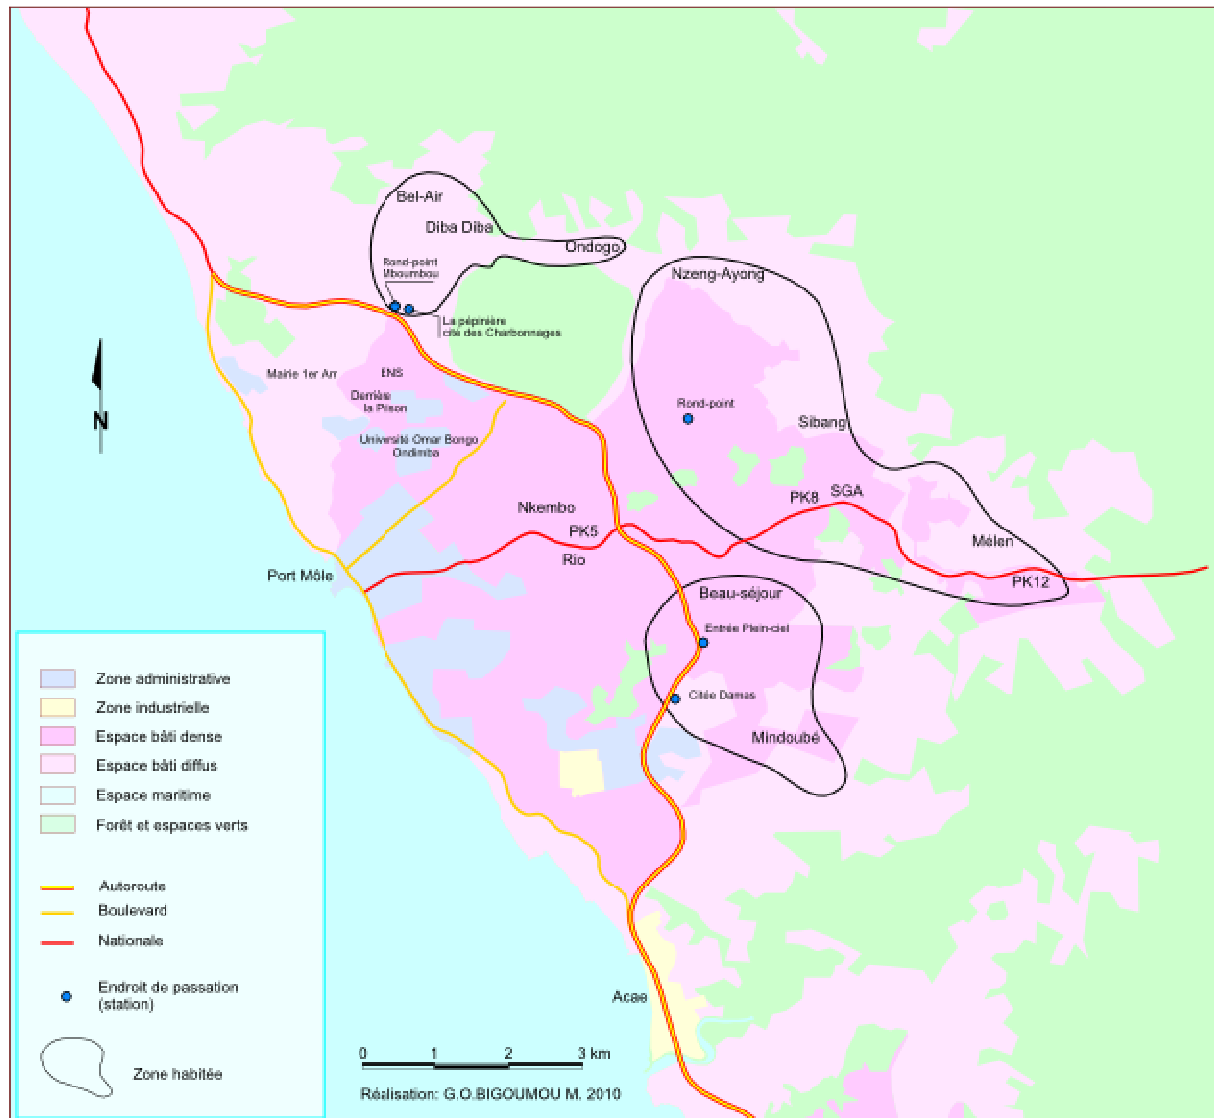 Bel-Air
Diba Diba
Ondogo
Rond-point
Mboumbou
Nzeng-Ayong
La pépinière
cité des Charbonnages
Mairie 1er Arr
ENS
Derrière
la Pison
Rond-point
Sibang
Université Omar Bongo
Ondimba
N
PK8
SGA
Nkembo
PK5
Rio
Mélen
Port Môle
PK12
Beau-séjour
Entrée Plein-ciel
Citée Damas
Mindoubé
Zone administrative
Zone industrielle
Espace bâti dense
Espace bâti diffus
Espace maritime
Forêt et espaces verts
Autoroute
Boulevard
Nationale
Endroit de passation
(station)
Zone habitée
Acae
0 1 2 3 km
Réalisation: G.O.BIGOUMOU M. 2010